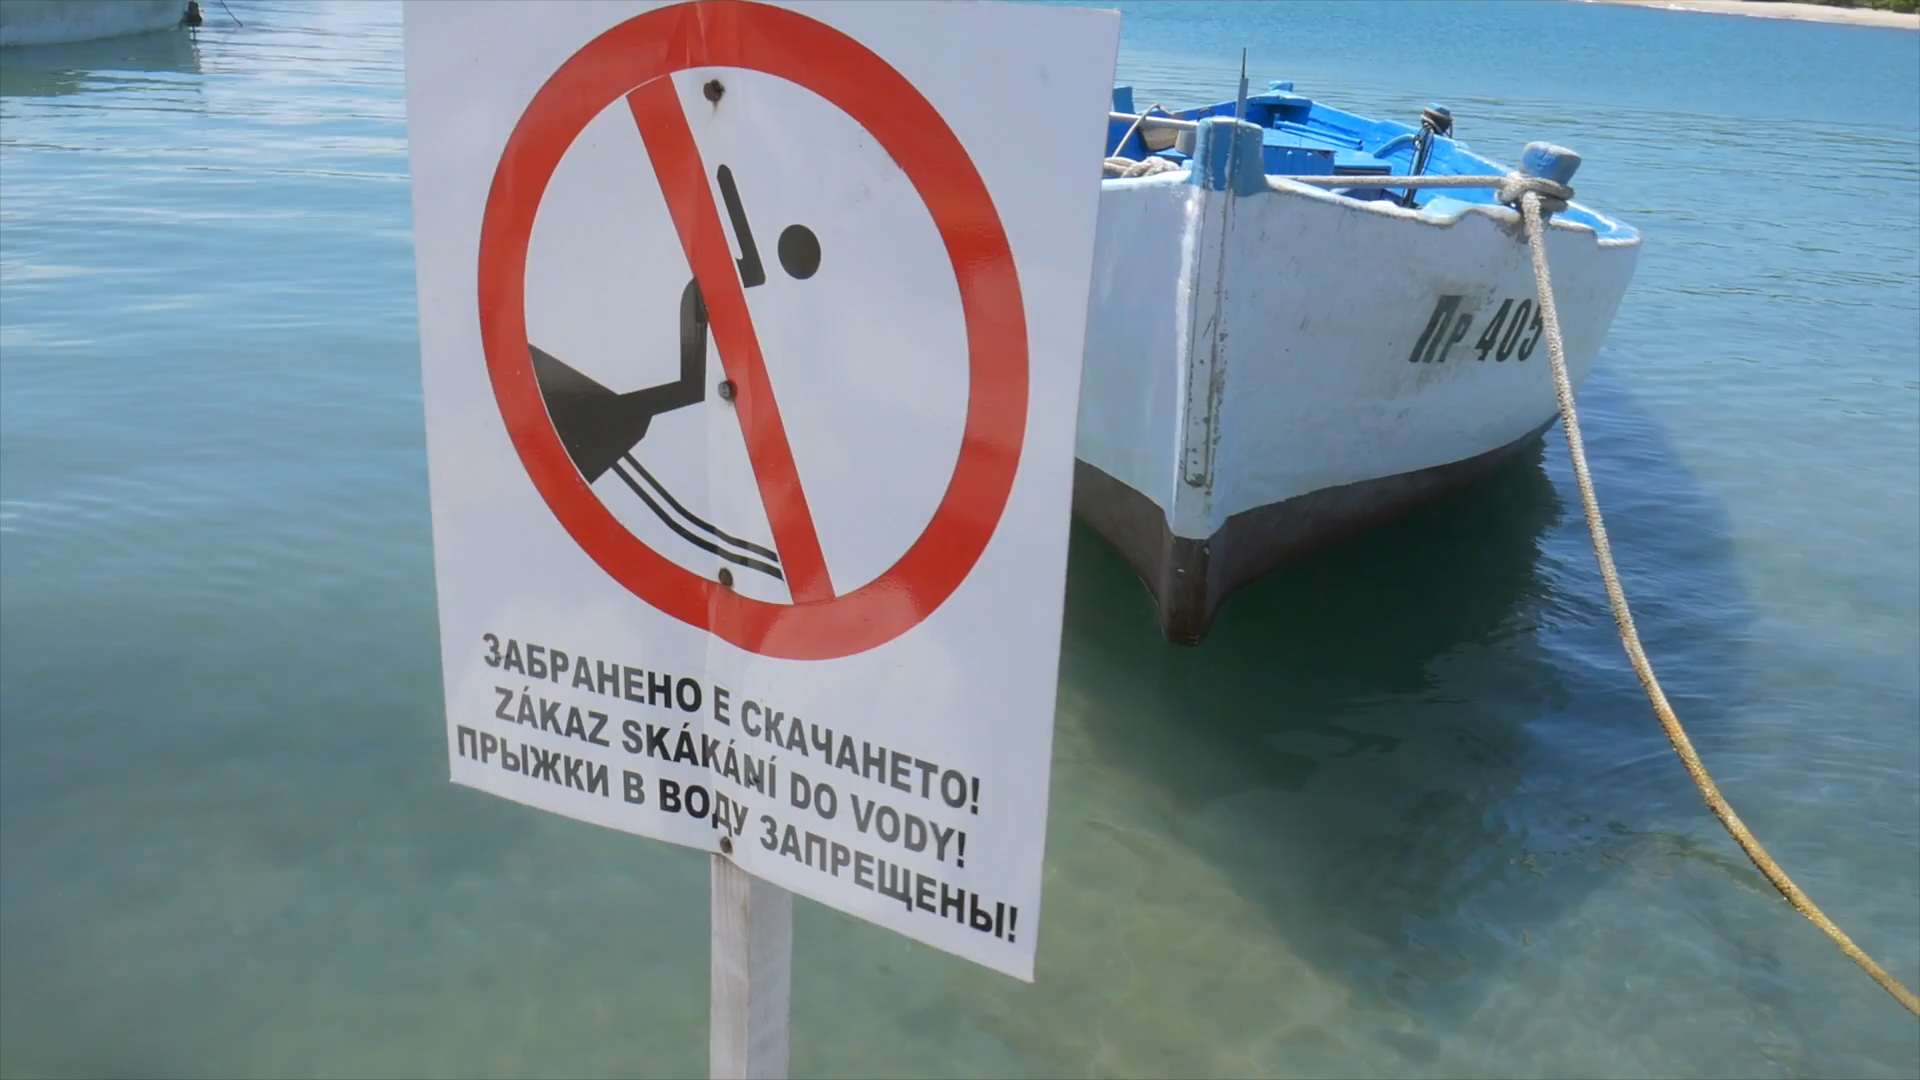 ЗАБРАНЕНО Е СКАЧАНЕТО!
ZÁKAZ SKÁKÁNÍ DO VODY!
ПРЫЖКИ В ВОДУ ЗАПРЕЩЕНЫ!
Пр 405